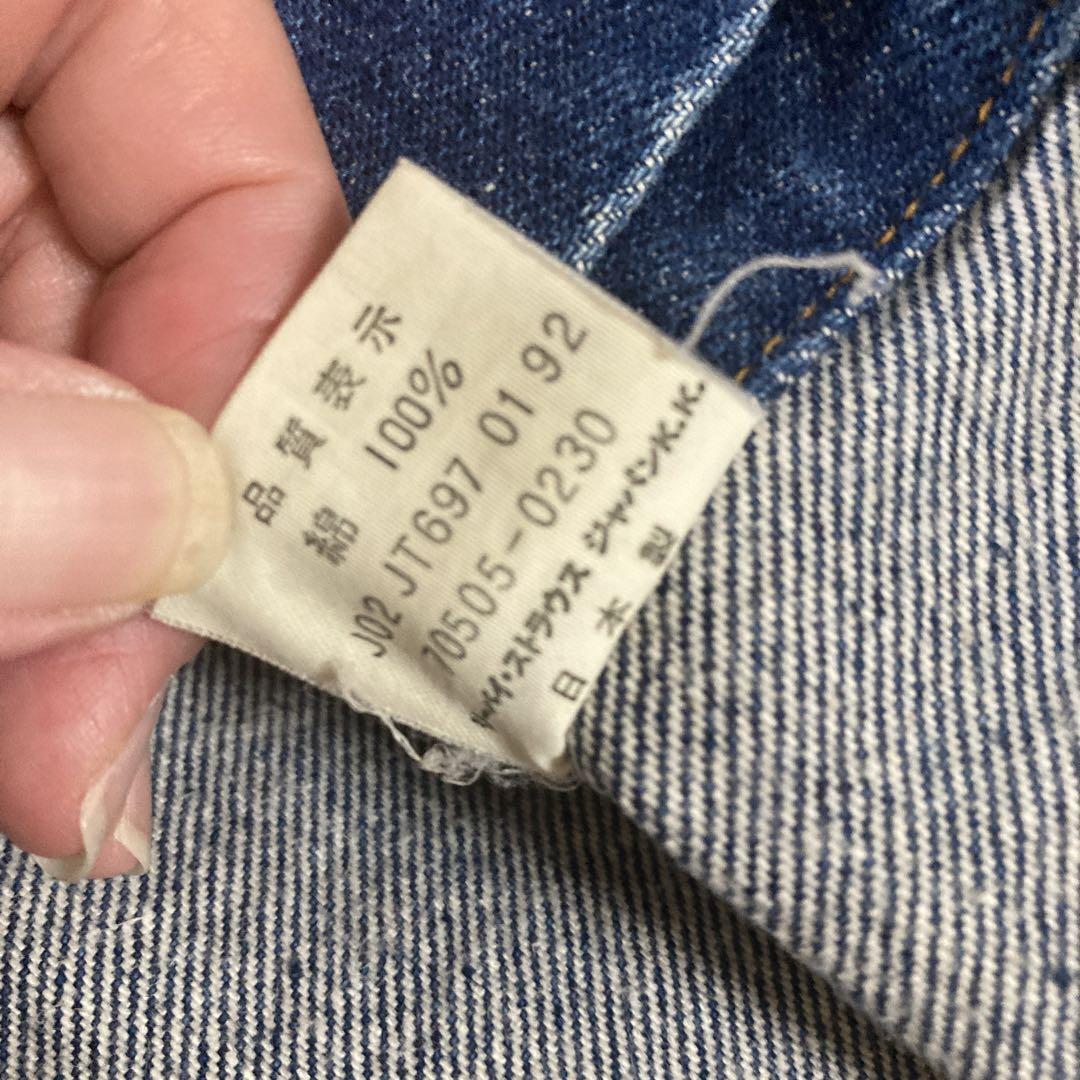 品質表示
綿 100%
J02 JT697 01 92
70505-0230
リーバイ・ストラウス ジャパンK.K.
日本製